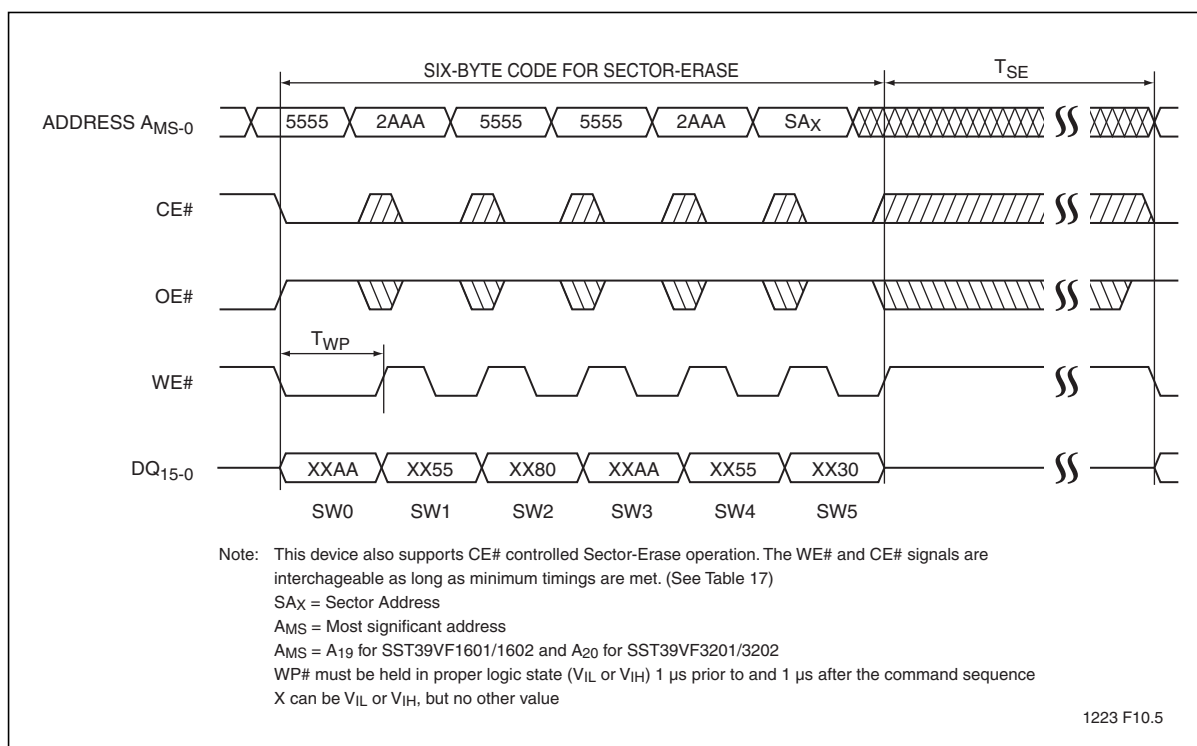 SIX-BYTE CODE FOR SECTOR-ERASE
TSE
ADDRESS AMS-0
5555 2AAA 5555 5555 2AAA SAX
CE#
OE#
TWP
WE#
DQ15-0
XXAA XX55 XX80 XXAA XX55 XX30
SW0 SW1 SW2 SW3 SW4 SW5
Note: This device also supports CE# controlled Sector-Erase operation. The WE# and CE# signals are
interchageable as long as minimum timings are met. (See Table 17)
SAX = Sector Address
AMS = Most significant address
AMS = A19 for SST39VF1601/1602 and A20 for SST39VF3201/3202
WP# must be held in proper logic state (VIL or VIH) 1 µs prior to and 1 µs after the command sequence
X can be VIL or VIH, but no other value
1223 F10.5